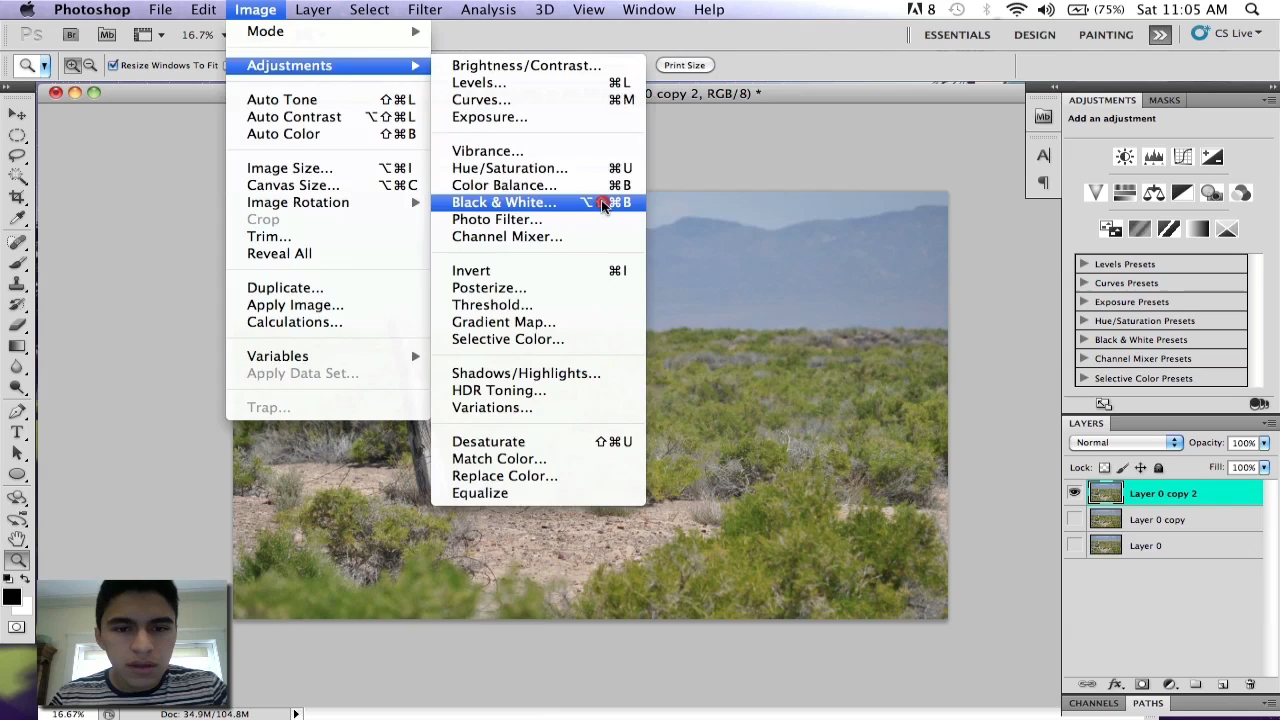 Photoshop File Edit Image Layer Select Filter Analysis 3D View Window Help 8 (75%) Sat 11:05 AM
Ps Br Mb 16.7% ESSENTIALS DESIGN PAINTING CS Live
Resize Windows To Fit Print Size
copy 2, RGB/8) *
Mode
Adjustments
Auto Tone ⇧⌘L
Auto Contrast ⌥⇧⌘L
Auto Color ⇧⌘B
Image Size... ⌥⌘I
Canvas Size... ⌥⌘C
Image Rotation
Crop
Trim...
Reveal All
Duplicate...
Apply Image...
Calculations...
Variables
Apply Data Set...
Trap...
Brightness/Contrast...
Levels... ⌘L
Curves... ⌘M
Exposure...
Vibrance...
Hue/Saturation... ⌘U
Color Balance... ⌘B
Black & White... ⌥⇧⌘B
Photo Filter...
Channel Mixer...
Invert ⌘I
Posterize...
Threshold...
Gradient Map...
Selective Color...
Shadows/Highlights...
HDR Toning...
Variations...
Desaturate ⇧⌘U
Match Color...
Replace Color...
Equalize
Mb
A
ADJUSTMENTS MASKS
Add an adjustment
Levels Presets
Curves Presets
Exposure Presets
Hue/Saturation Presets
Black & White Presets
Channel Mixer Presets
Selective Color Presets
LAYERS
Normal Opacity: 100%
Lock: Fill: 100%
Layer 0 copy 2
Layer 0 copy
Layer 0
fx
CHANNELS PATHS
16.67% Doc: 34.9M/104.8M